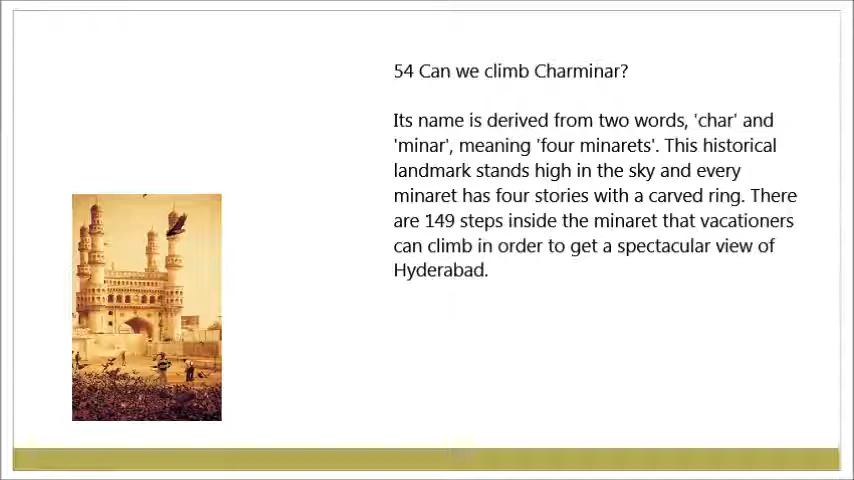 54 Can we climb Charminar?
Its name is derived from two words, 'char' and
'minar', meaning 'four minarets'. This historical
landmark stands high in the sky and every
minaret has four stories with a carved ring. There
are 149 steps inside the minaret that vacationers
can climb in order to get a spectacular view of
Hyderabad.